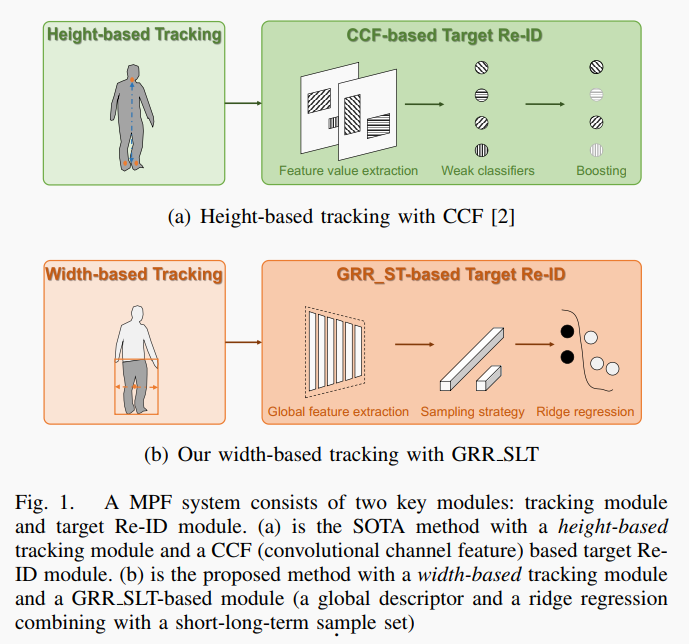 Height-based Tracking
CCF-based Target Re-ID
Feature value extraction
Weak classifiers
Boosting
(a) Height-based tracking with CCF [2]
Width-based Tracking
GRR_ST-based Target Re-ID
Global feature extraction
Sampling strategy
Ridge regression
(b) Our width-based tracking with GRR_SLT
Fig. 1. A MPF system consists of two key modules: tracking module
and target Re-ID module. (a) is the SOTA method with a height-based
tracking module and a CCF (convolutional channel feature) based target Re-
ID module. (b) is the proposed method with a width-based tracking module
and a GRR_SLT-based module (a global descriptor and a ridge regression
combining with a short-long-term sample set)